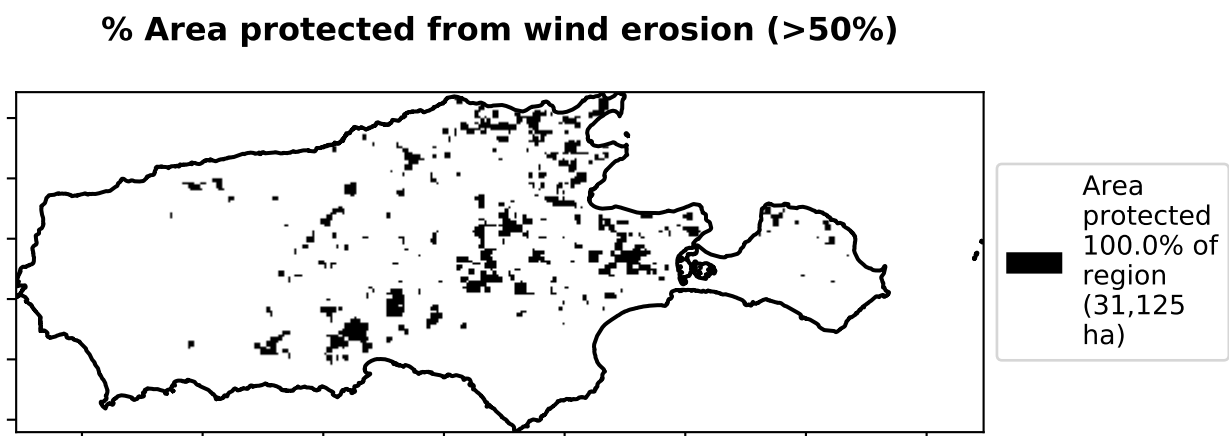 % Area protected from wind erosion (>50%)
Area
protected
100.0% of
region
(31,125
ha)